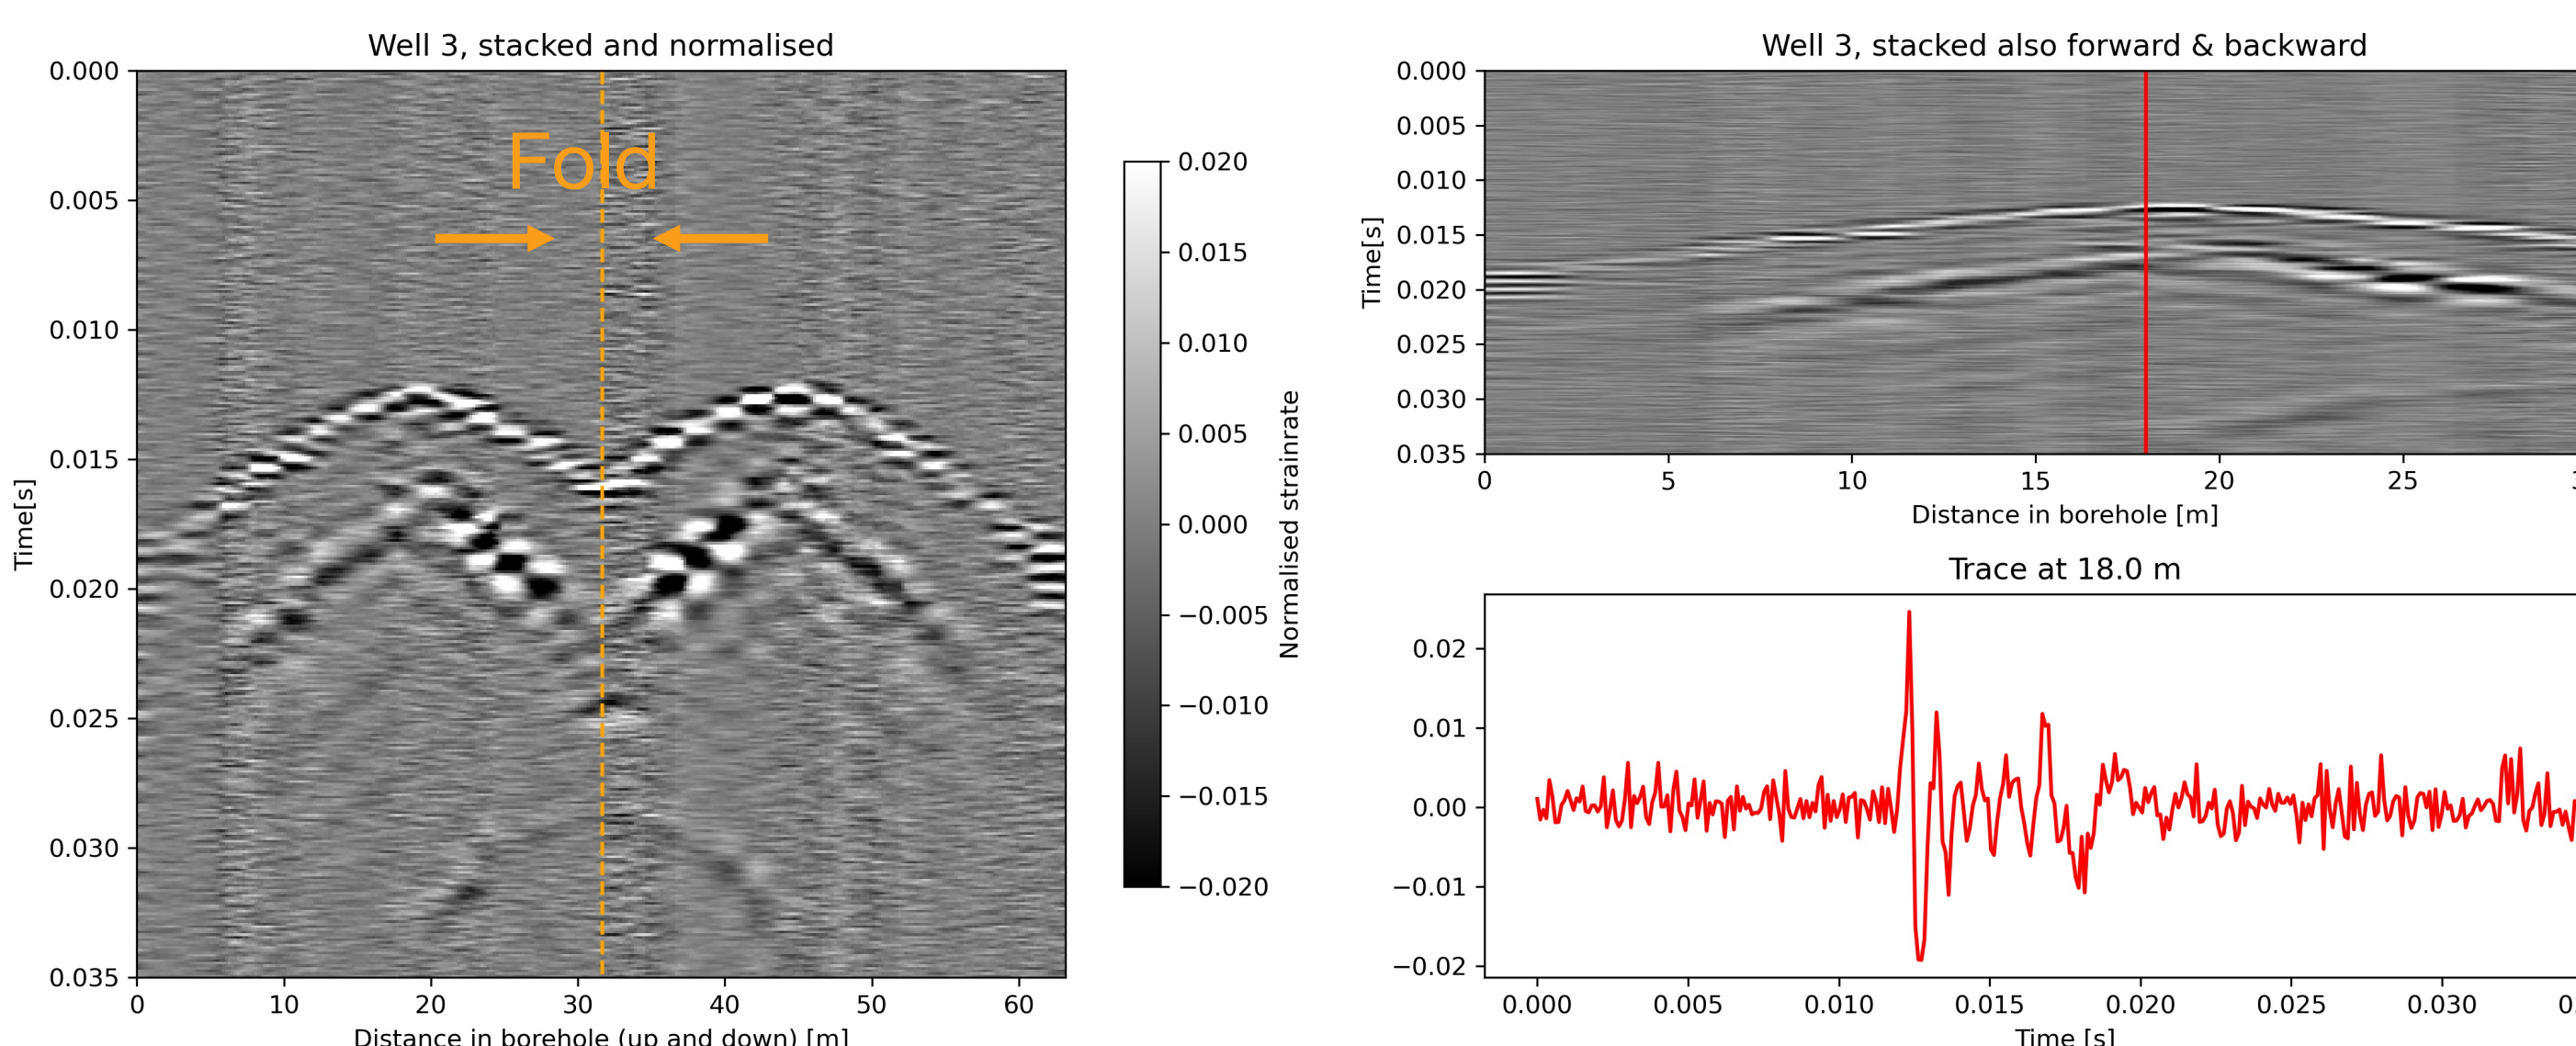 Well 3, stacked and normalised
0.000
0.005
0.010
0.015
0.020
0.025
0.030
0.035
Time[s]
Fold
0 10 20 30 40 50 60
Distance in borehole (up and down) [m]
0.020
0.015
0.010
0.005
0.000
−0.005
−0.010
−0.015
−0.020
Normalised strainrate
Well 3, stacked also forward & backward
0.000
0.005
0.010
0.015
0.020
0.025
0.030
0.035
Time[s]
0 5 10 15 20 25
Distance in borehole [m]
Trace at 18.0 m
0.02
0.01
0.00
−0.01
−0.02
0.000 0.005 0.010 0.015 0.020 0.025 0.030
Time [s]